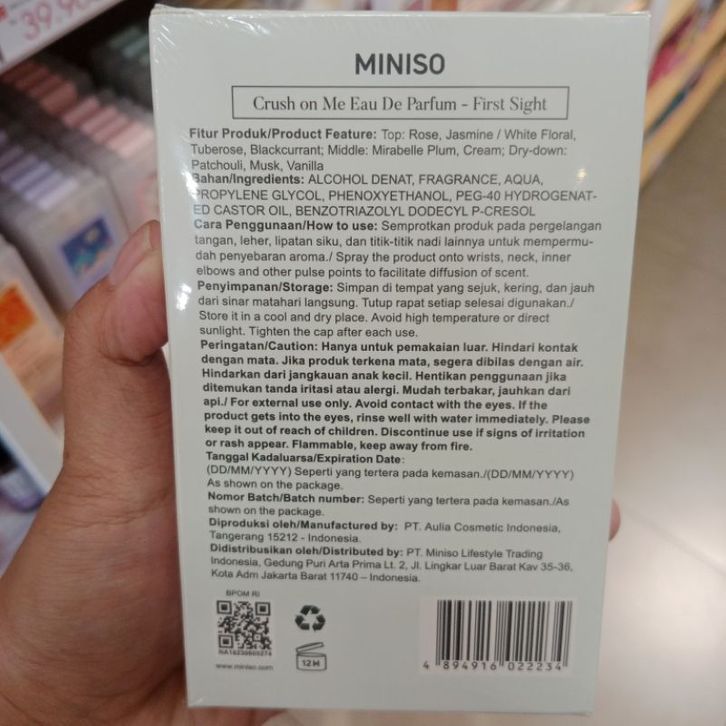 39.90
MINISO
Crush on Me Eau De Parfum - First Sight
Fitur Produk/Product Feature: Top: Rose, Jasmine / White Floral,
Tuberose, Blackcurrant; Middle: Mirabelle Plum, Cream; Dry-down:
Patchouli, Musk, Vanilla
Bahan/Ingredients: ALCOHOL DENAT, FRAGRANCE, AQUA,
PROPYLENE GLYCOL, PHENOXYETHANOL, PEG-40 HYDROGENAT-
ED CASTOR OIL, BENZOTRIAZOLYL DODECYL P-CRESOL
Cara Penggunaan/How to use: Semprotkan produk pada pergelangan
tangan, leher, lipatan siku, dan titik-titik nadi lainnya untuk mempermu-
dah penyebaran aroma./ Spray the product onto wrists, neck, inner
elbows and other pulse points to facilitate diffusion of scent.
Penyimpanan/Storage: Simpan di tempat yang sejuk, kering, dan jauh
dari sinar matahari langsung. Tutup rapat setiap selesai digunakan./
Store it in a cool and dry place. Avoid high temperature or direct
sunlight. Tighten the cap after each use.
Peringatan/Caution: Hanya untuk pemakaian luar. Hindari kontak
dengan mata. Jika produk terkena mata, segera dibilas dengan air.
Hindarkan dari jangkauan anak kecil. Hentikan penggunaan jika
ditemukan tanda iritasi atau alergi. Mudah terbakar, jauhkan dari
api./ For external use only. Avoid contact with the eyes. If the
product gets into the eyes, rinse well with water immediately. Please
keep it out of reach of children. Discontinue use if signs of irritation
or rash appear. Flammable, keep away from fire.
Tanggal Kadaluarsa/Expiration Date:
(DD/MM/YYYY) Seperti yang tertera pada kemasan./(DD/MM/YYYY)
As shown on the package.
Nomor Batch/Batch number: Seperti yang tertera pada kemasan./As
shown on the package.
Diproduksi oleh/Manufactured by: PT. Aulia Cosmetic Indonesia,
Tangerang 15212 - Indonesia.
Didistribusikan oleh/Distributed by: PT. Miniso Lifestyle Trading
Indonesia, Gedung Puri Arta Prima Lt. 2, Jl. Lingkar Luar Barat Kav 35-36,
Kota Adm Jakarta Barat 11740 – Indonesia.
BPOM RI
www.miniso.com
12M
4 894916 022234